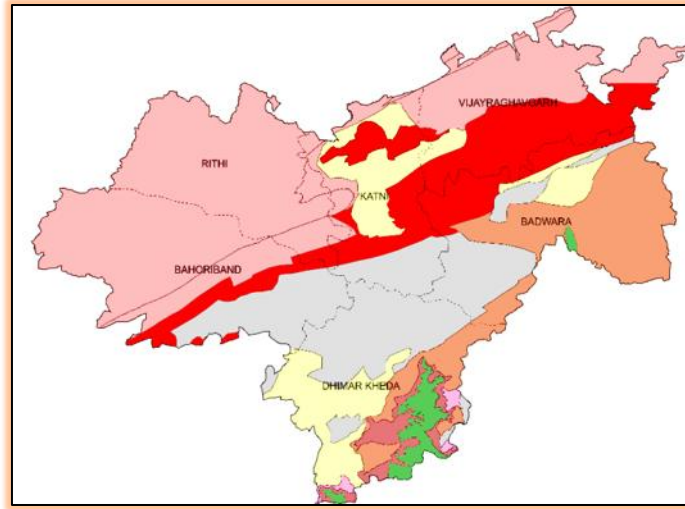 VIJAYRAGHAVGARH
RITHI
KATNI
BADWARA
BAHORIBAND
DHIMAR KHEDA